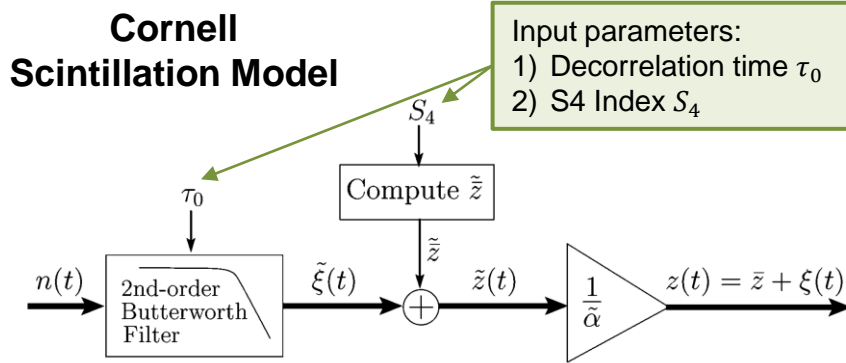 Cornell
Scintillation Model
Input parameters:
1) Decorrelation time τ₀
2) S4 Index S₄
S₄
Compute z̃̄
τ₀
z̃̄
n(t)
2nd-order
Butterworth
Filter
ξ̃(t)
+
z̃(t)
1/α̃
z(t) = z̄ + ξ(t)